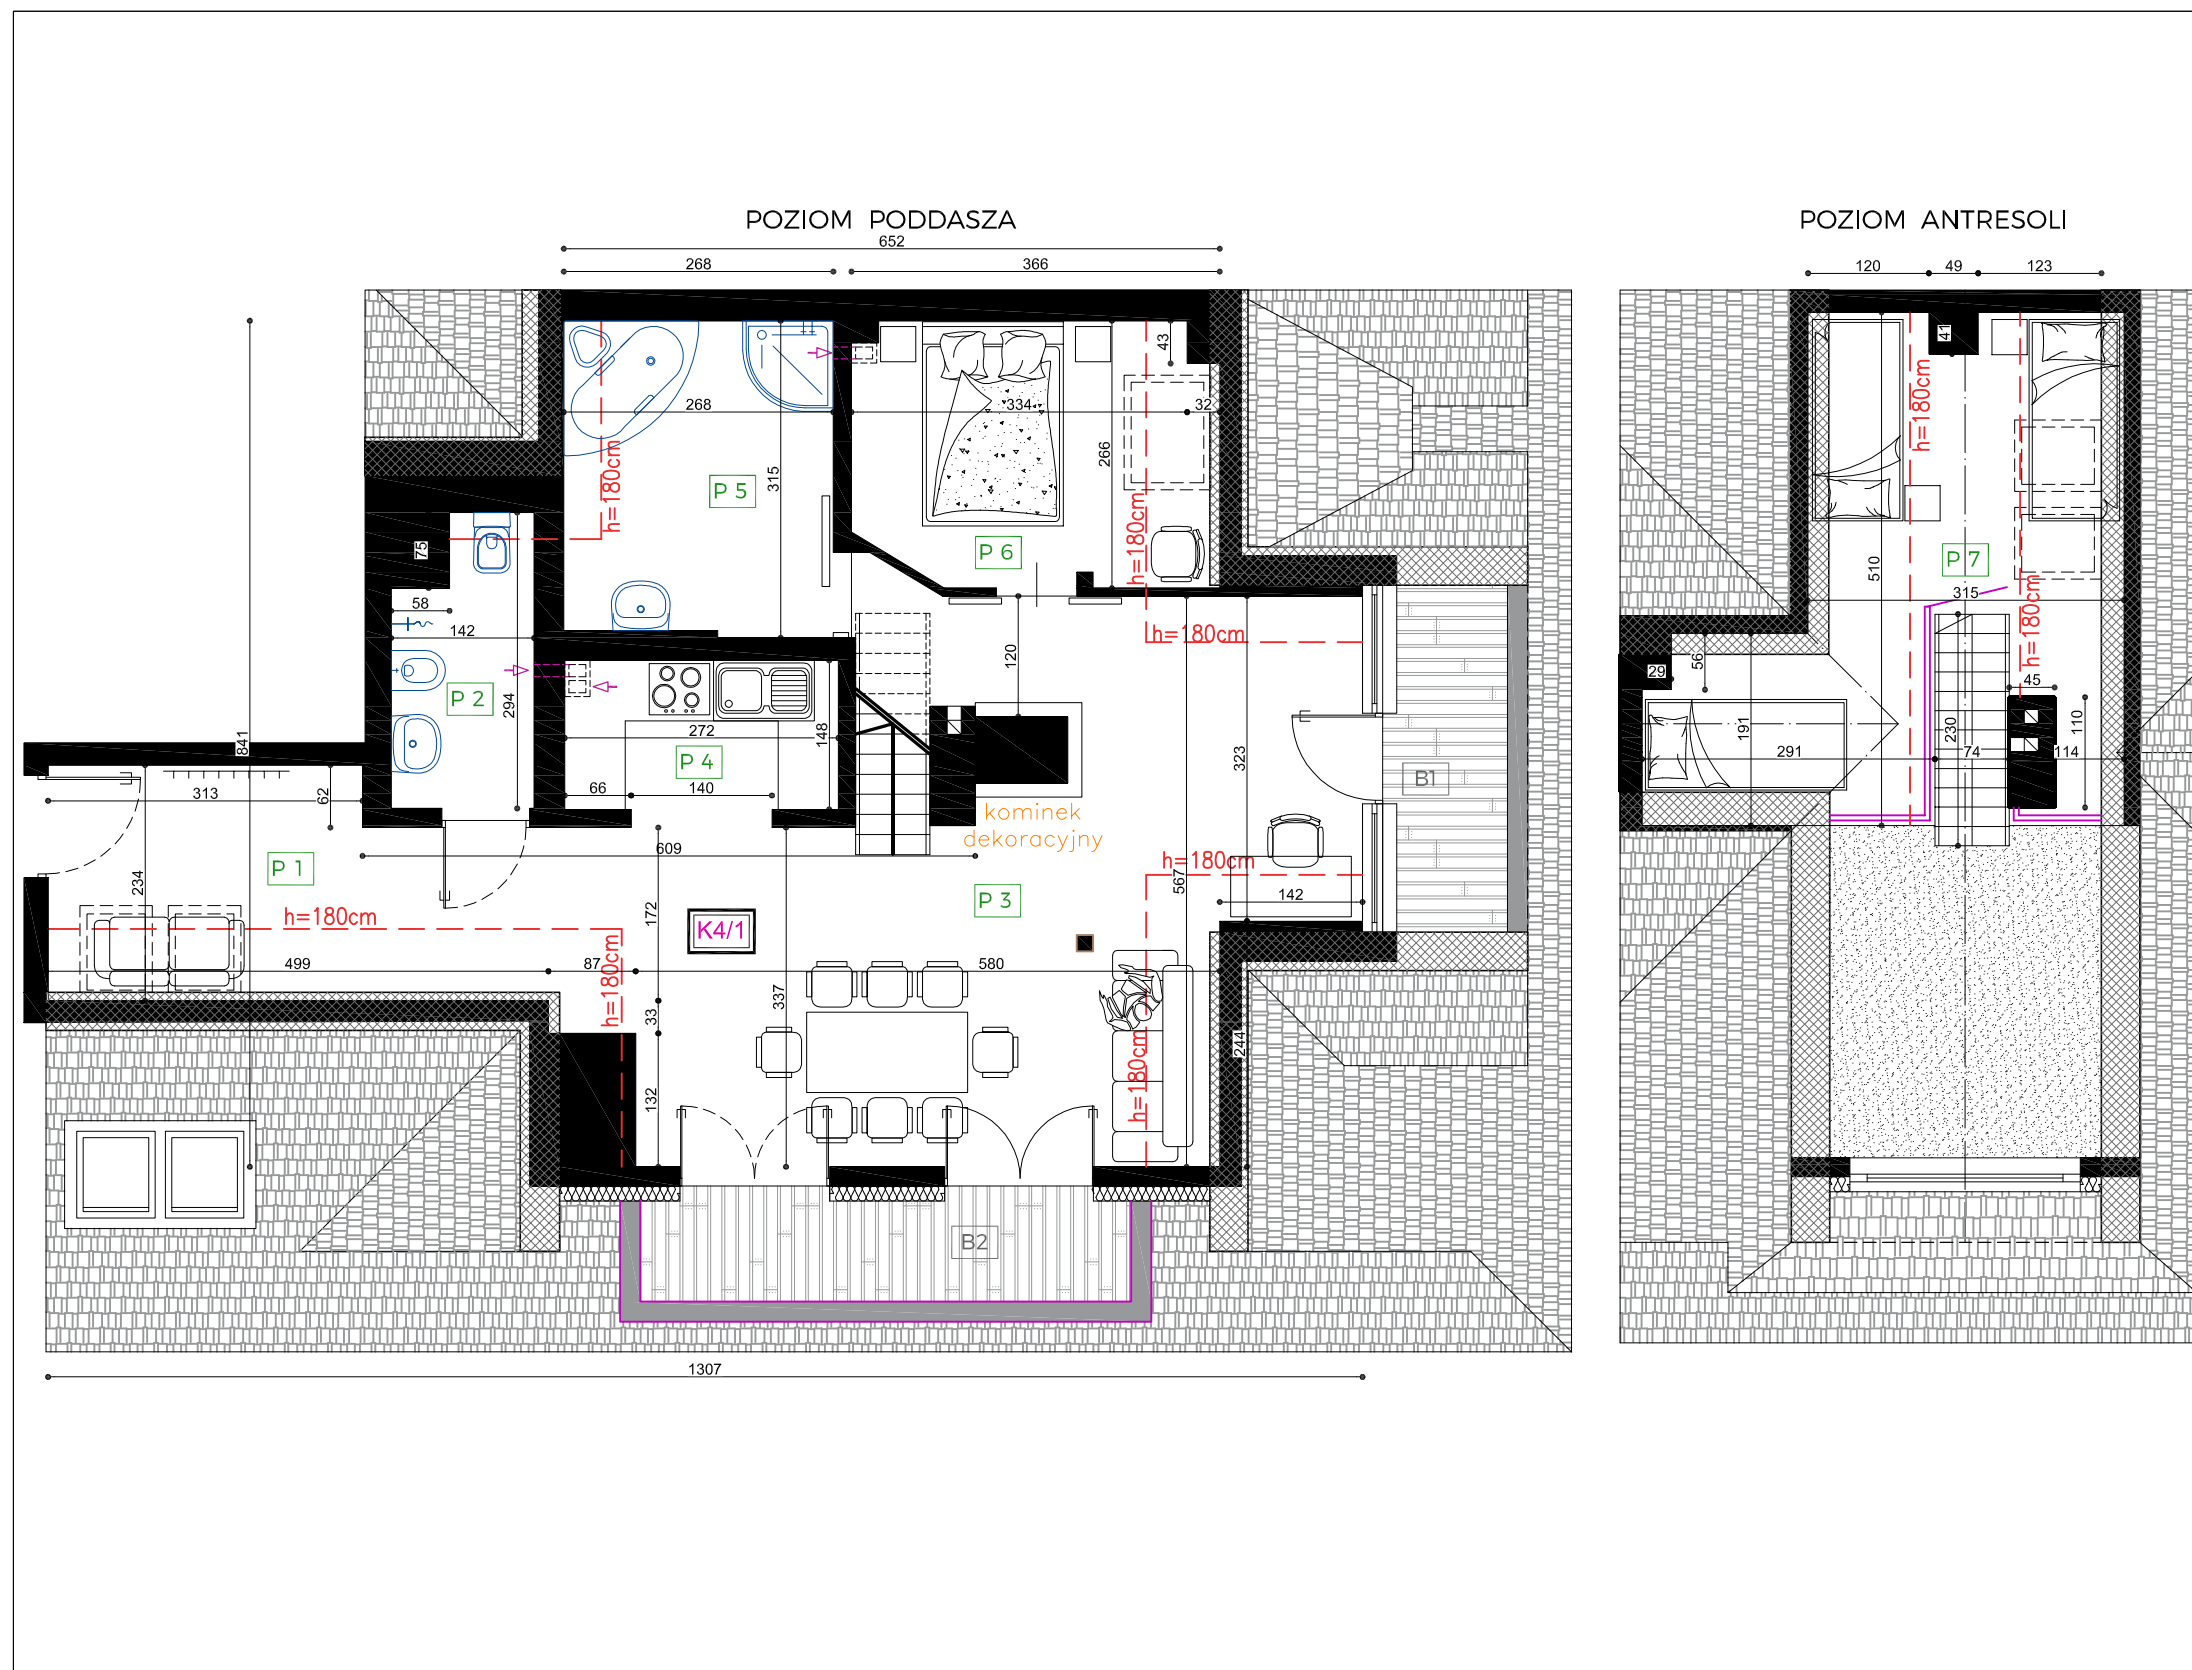 POZIOM PODDASZA
POZIOM ANTRESOLI
652
268
366
120
49
123
43
41
268
334
32
266
315
P 5
P 6
h=180cm
h=180cm
h=180cm
510
P 7
315
h=180cm
75
58
142
h=180cm
120
P 2
294
29
56
45
841
272
148
P 4
323
191
291
230
74
110
114
313
62
66
140
B1
kominek
dekoracyjny
609
h=180cm
P 1
234
567
142
h=180cm
172
P 3
K4/1
499
87
h=180cm
580
337
33
244
h=180cm
132
B2
1307